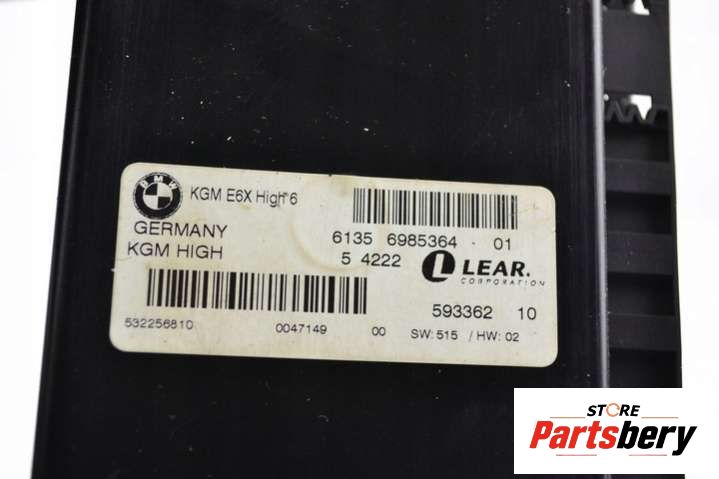 BMW
KGM E6X High*6
GERMANY
KGM HIGH
6135 6985364 - 01
5 4222
LEAR.
CORPORATION
593362 10
532256810 0047149 00 SW: 515 / HW: 02
STORE
Partsbery